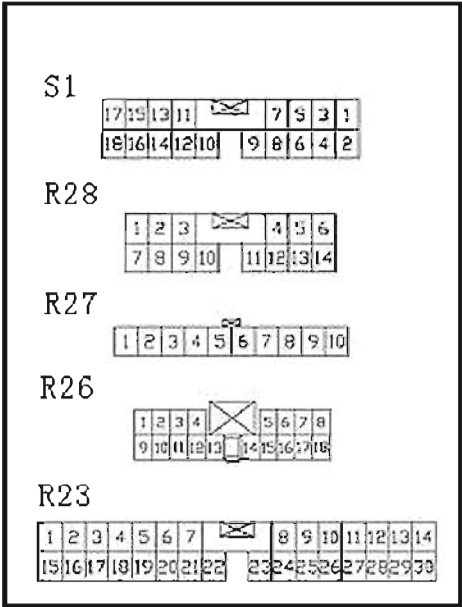 S1
17 15 13 11 7 5 3 1
18 16 14 12 10 9 8 6 4 2
R28
1 2 3 4 5 6
7 8 9 10 11 12 13 14
R27
1 2 3 4 5 6 7 8 9 10
R26
1 2 3 4 5 6 7 8
9 10 11 12 13 14 15 16 17 18
R23
1 2 3 4 5 6 7 8 9 10 11 12 13 14
15 16 17 18 19 20 21 22 23 24 25 26 27 28 29 30